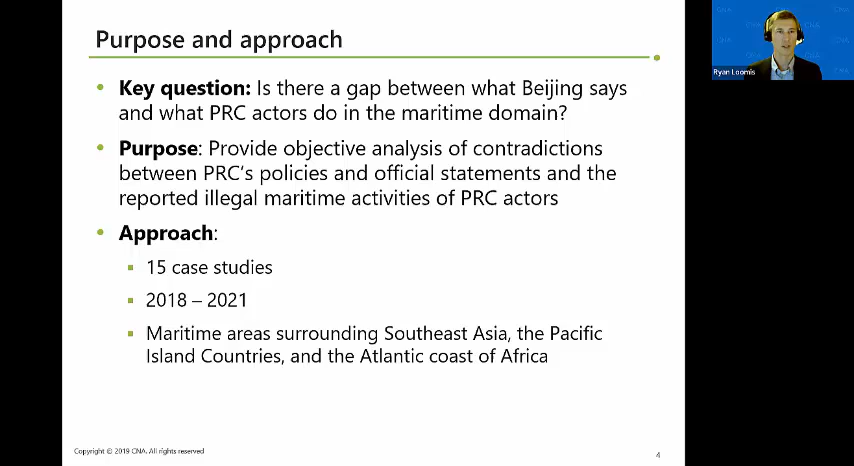 Purpose and approach
Key question: Is there a gap between what Beijing says
and what PRC actors do in the maritime domain?
Purpose: Provide objective analysis of contradictions
between PRC's policies and official statements and the
reported illegal maritime activities of PRC actors
Approach:
15 case studies
2018 – 2021
Maritime areas surrounding Southeast Asia, the Pacific
Island Countries, and the Atlantic coast of Africa
Copyright © 2019 CNA. All rights reserved
4
Ryan Loomis